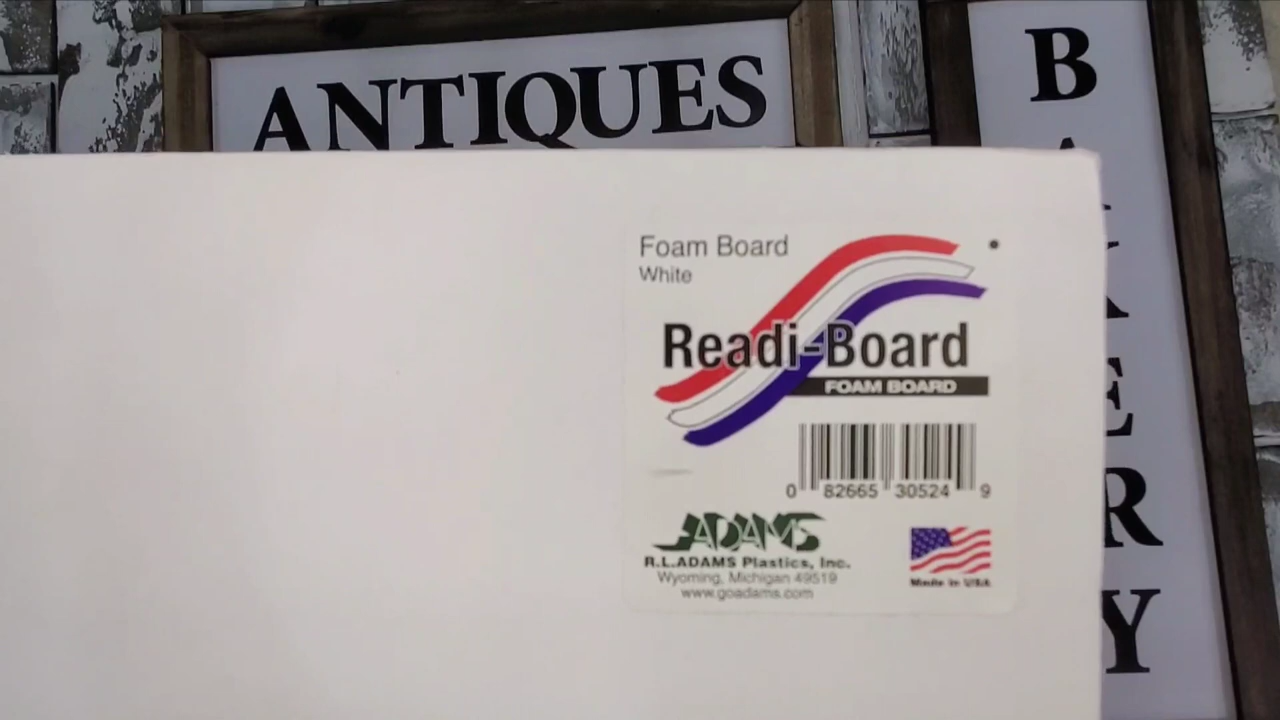 ANTIQUES
B
E
R
Y
Foam Board
White
Readi-Board
FOAM BOARD
0 82665 30524 9
ADAMS
R.L.ADAMS Plastics, Inc.
Wyoming, Michigan 49519
www.goadams.com
Made in USA